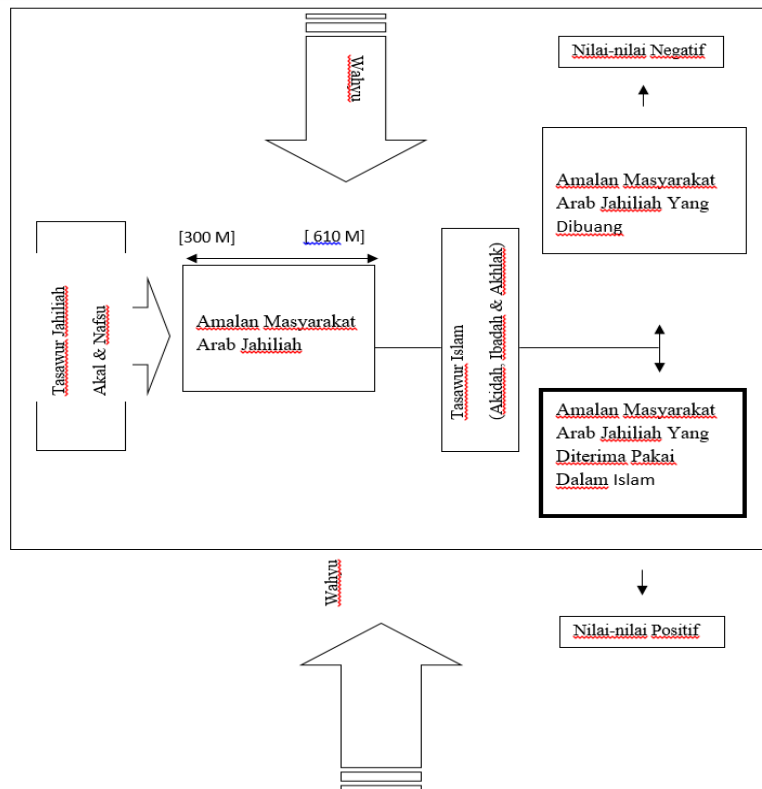 Wahyu
Nilai-nilai Negatif
Amalan Masyarakat
Arab Jahiliah Yang
Dibuang
[300 M]
[ 610 M]
Tasawur Jahiliah
Akal & Nafsu
Amalan Masyarakat
Arab Jahiliah
Tasawur Islam
(Akidah, Ibadah & Akhlak)
Amalan Masyarakat
Arab Jahiliah Yang
Diterima Pakai
Dalam Islam
Wahyu
Nilai-nilai Positif